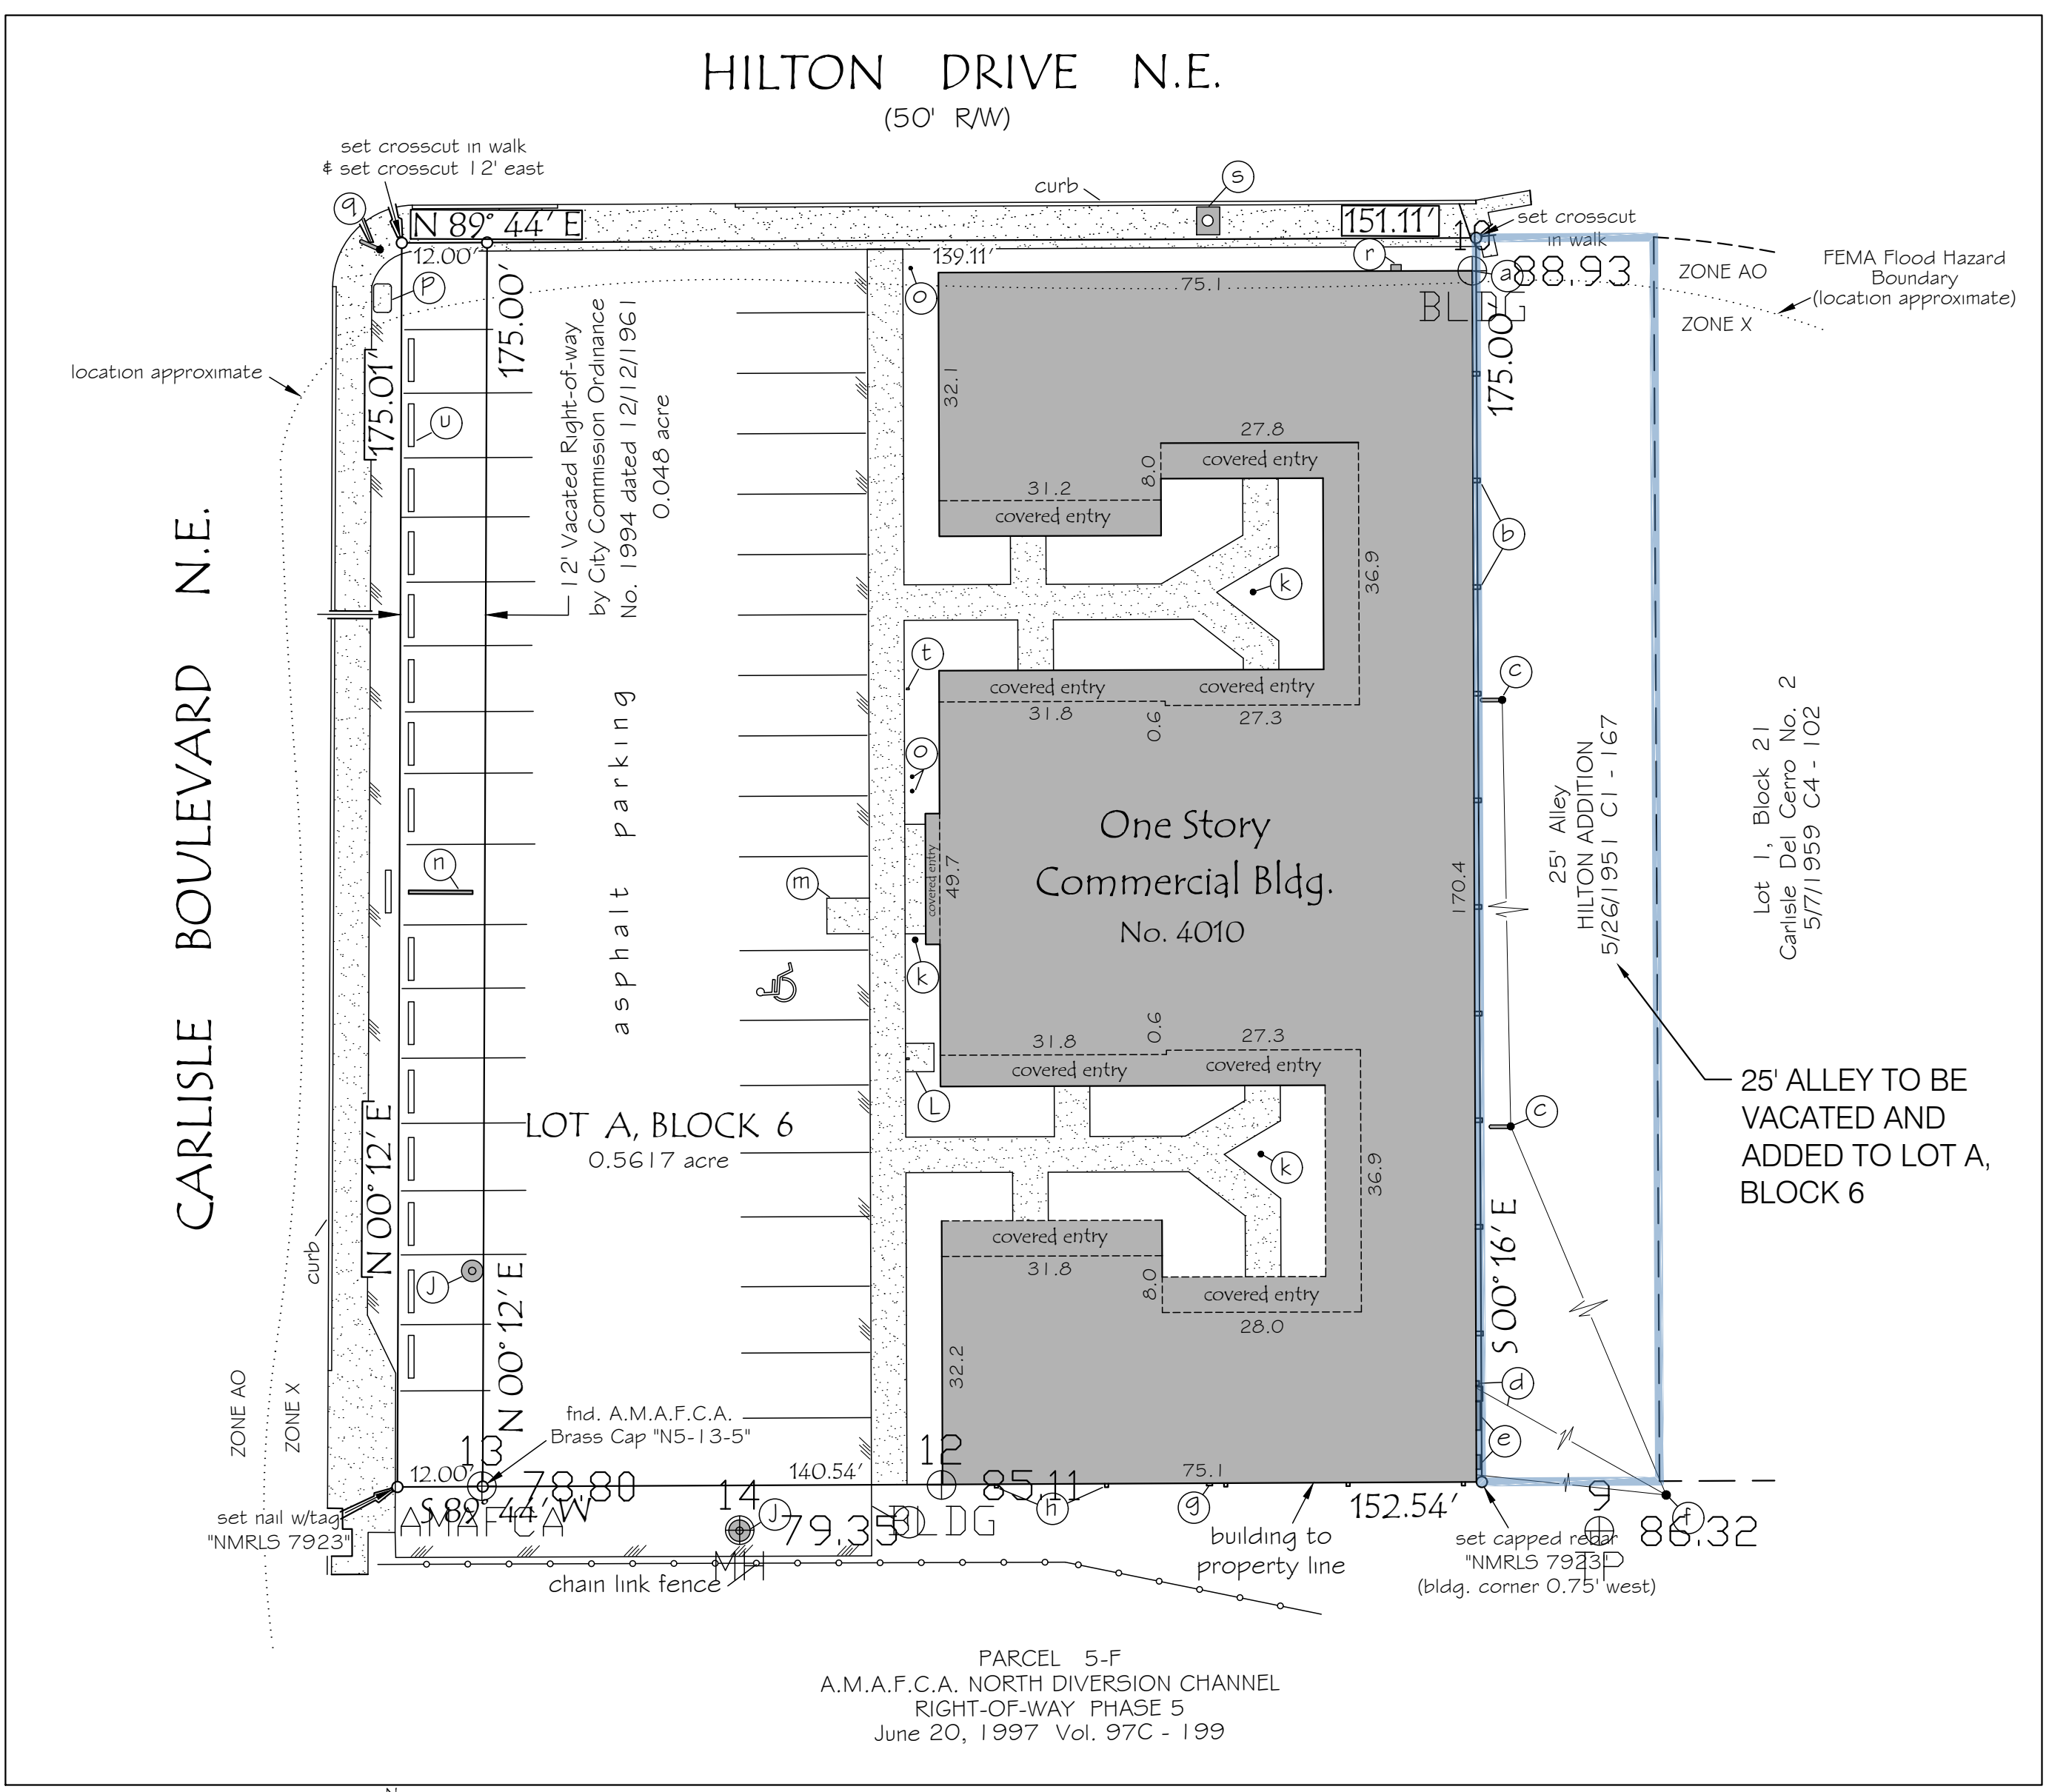 HILTON DRIVE N.E.
(50' R/W)
set crosscut in walk
& set crosscut 12' east
curb
s
q
N 89° 44' E
151.11'
set crosscut
in walk
12.00'
139.11'
r
a
88.93
BLDG
ZONE AO
ZONE X
FEMA Flood Hazard
Boundary
(location approximate)
p
o
75.1
175.00'
175.00'
175.01'
location approximate
u
12' Vacated Right-of-way
by City Commission Ordinance
No. 1994 dated 12/12/1961
0.048 acre
32.1
27.8
covered entry
8.0
31.2
covered entry
36.9
b
k
t
c
covered entry
covered entry
31.8
0.6
27.3
CARLISLE BOULEVARD N.E.
asphalt parking
o
One Story
Commercial Bldg.
No. 4010
covered entry
49.7
170.4
n
m
k
25' Alley
HILTON ADDITION
5/26/1951 C1 - 167
Lot 1, Block 21
Carlisle Del Cerro No. 2
5/7/1959 C4 - 102
25' ALLEY TO BE
VACATED AND
ADDED TO LOT A,
BLOCK 6
31.8
0.6
27.3
covered entry
covered entry
L
c
LOT A, BLOCK 6
0.5617 acre
N 00° 12' E
k
36.9
covered entry
31.8
8.0
covered entry
28.0
S 00° 16' E
curb
J
N 00° 12' E
32.2
d
e
ZONE AO
ZONE X
fnd. A.M.A.F.C.A.
Brass Cap "N5-13-5"
13
12
12.00'
78.80
140.54'
85.11
75.1
S 89° 44' W
AMAFCA
14
J
79.35
BLDG
MH
h
g
152.54'
9
f
86.32
TP
set nail w/tag
"NMRLS 7923"
building to
property line
set capped rebar
"NMRLS 7923"
(bldg. corner 0.75' west)
chain link fence
PARCEL 5-F
A.M.A.F.C.A. NORTH DIVERSION CHANNEL
RIGHT-OF-WAY PHASE 5
June 20, 1997 Vol. 97C - 199